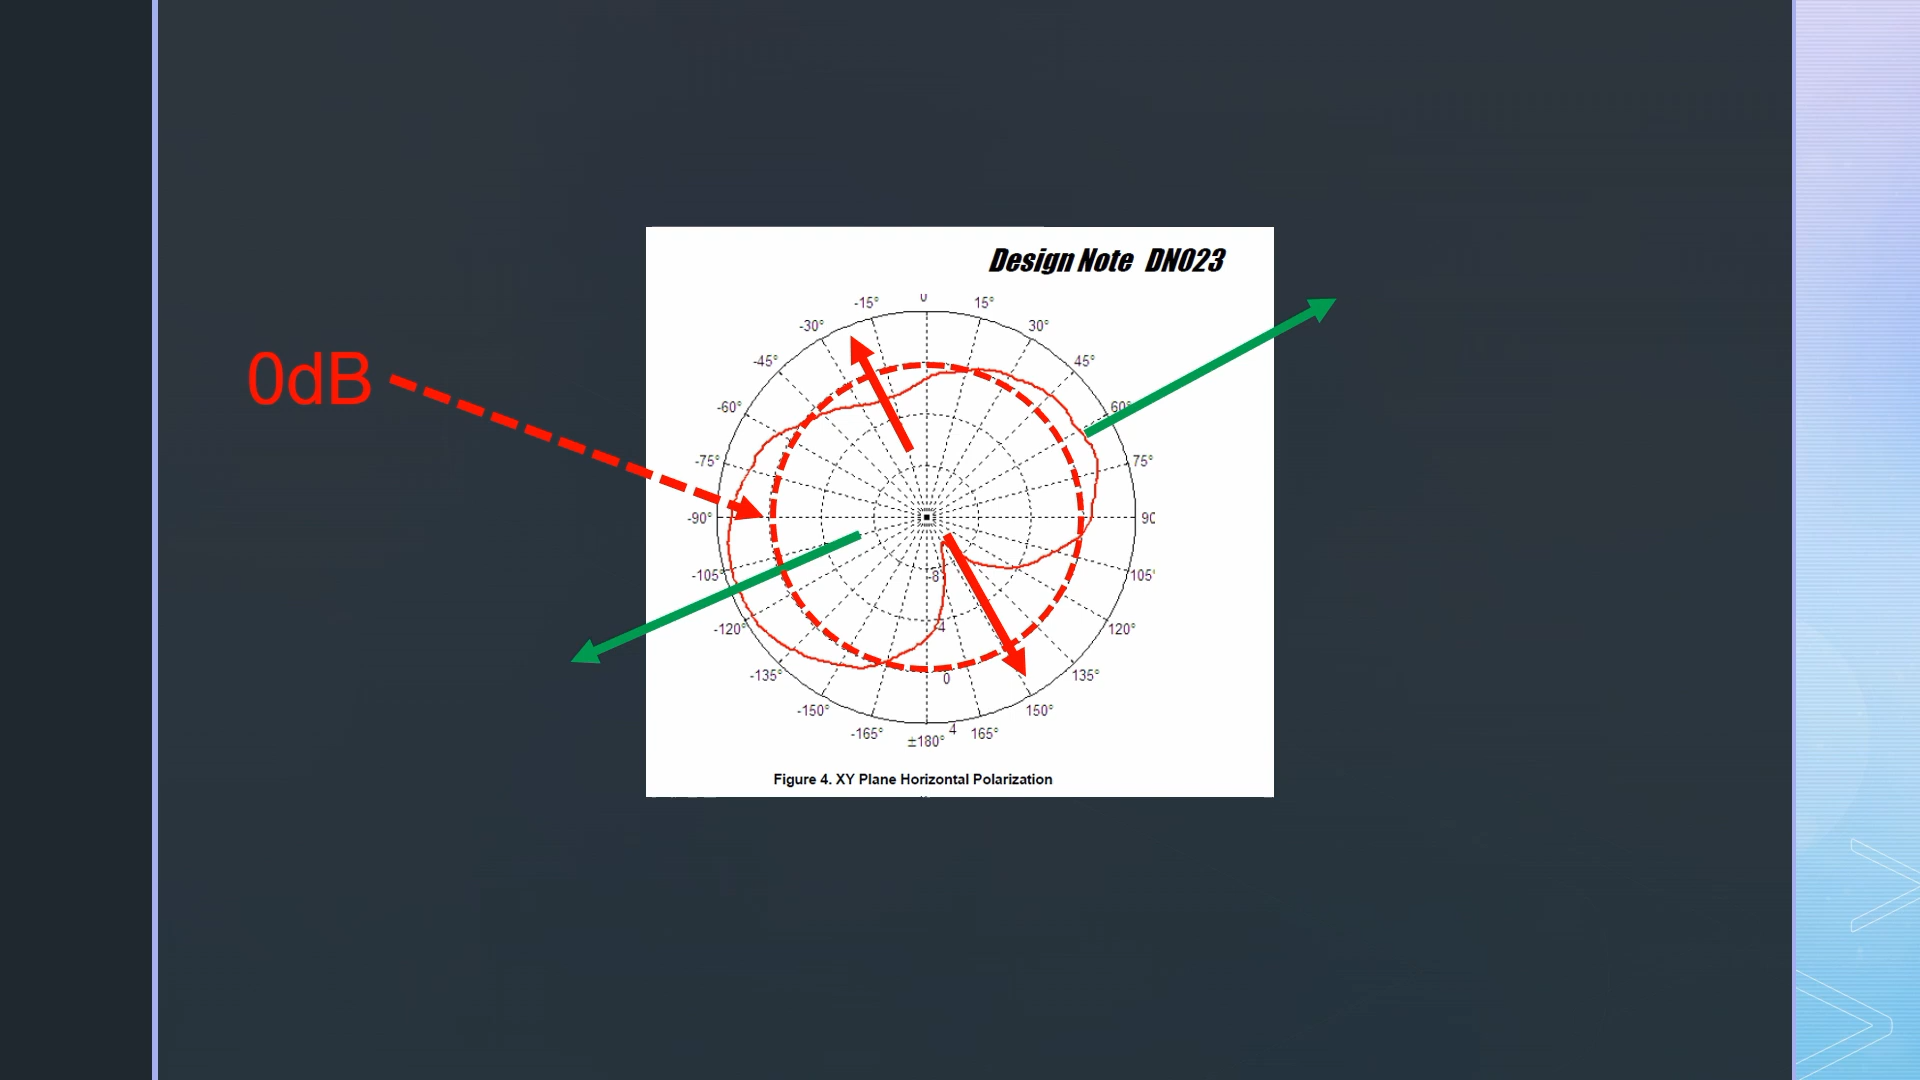 Design Note DN023
0
-15° 15°
-30° 30°
-45° 45°
0dB
-60° 60°
-75° 75°
-90° 90
-105° 105°
-8
-120° 4 120°
-135° 0 135°
-150° 150°
-165° ±180° 4 165°
Figure 4. XY Plane Horizontal Polarization